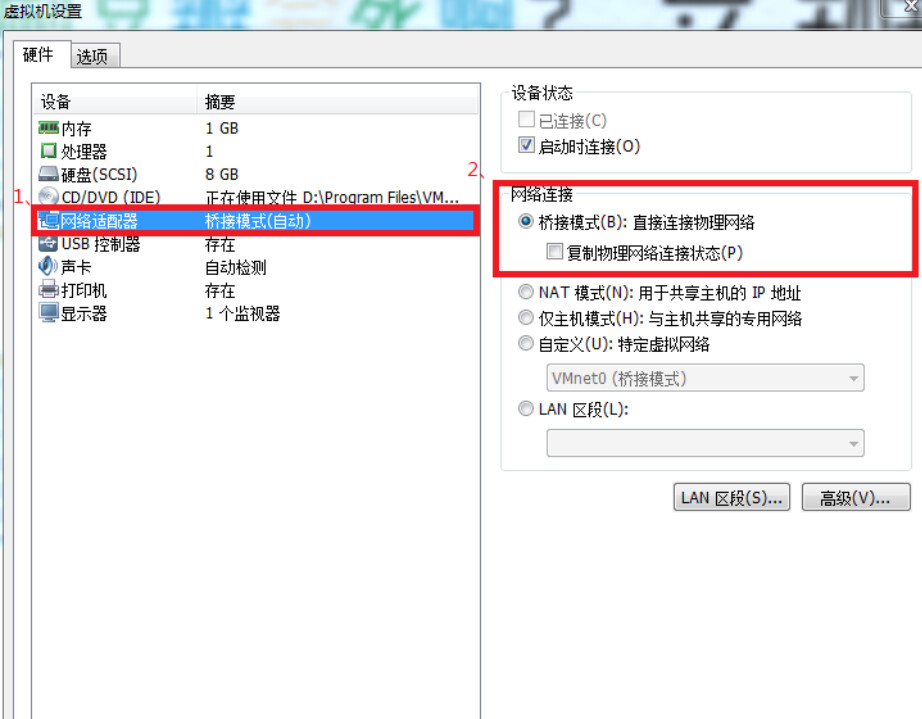 虚拟机设置
硬件 选项
设备 摘要
内存 1 GB
处理器 1
硬盘(SCSI) 8 GB
1、
CD/DVD (IDE) 正在使用文件 D:\Program Files\VM...
网络适配器 桥接模式(自动)
USB 控制器 存在
声卡 自动检测
打印机 存在
显示器 1 个监视器
设备状态
已连接(C)
启动时连接(O)
2、
网络连接
桥接模式(B): 直接连接物理网络
复制物理网络连接状态(P)
NAT 模式(N): 用于共享主机的 IP 地址
仅主机模式(H): 与主机共享的专用网络
自定义(U): 特定虚拟网络
VMnet0 (桥接模式)
LAN 区段(L):
LAN 区段(S)... 高级(V)...